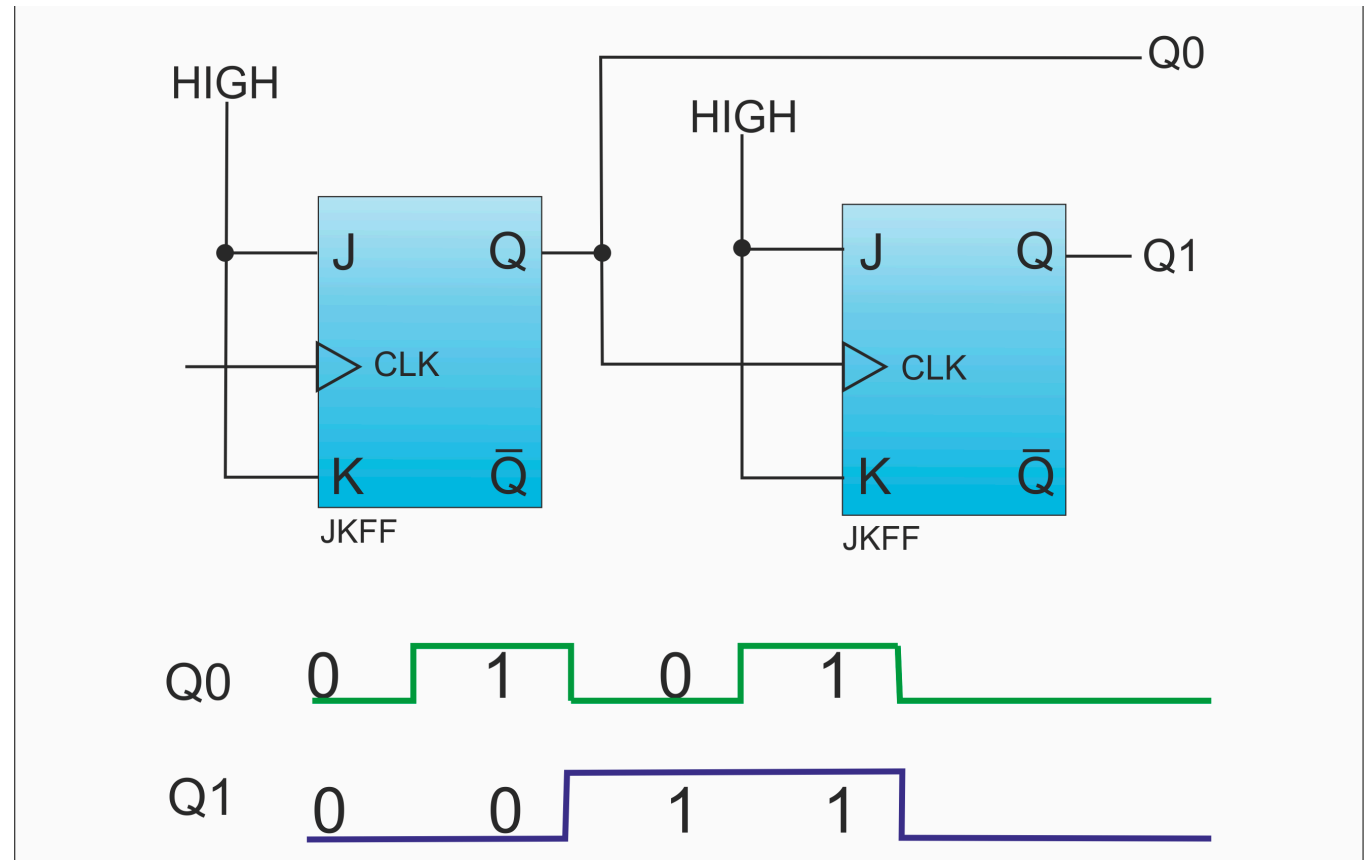 Q0
HIGH
HIGH
J Q
J Q
Q1
CLK
CLK
K Q̅
K Q̅
JKFF
JKFF
Q0 0 1 0 1
Q1 0 0 1 1